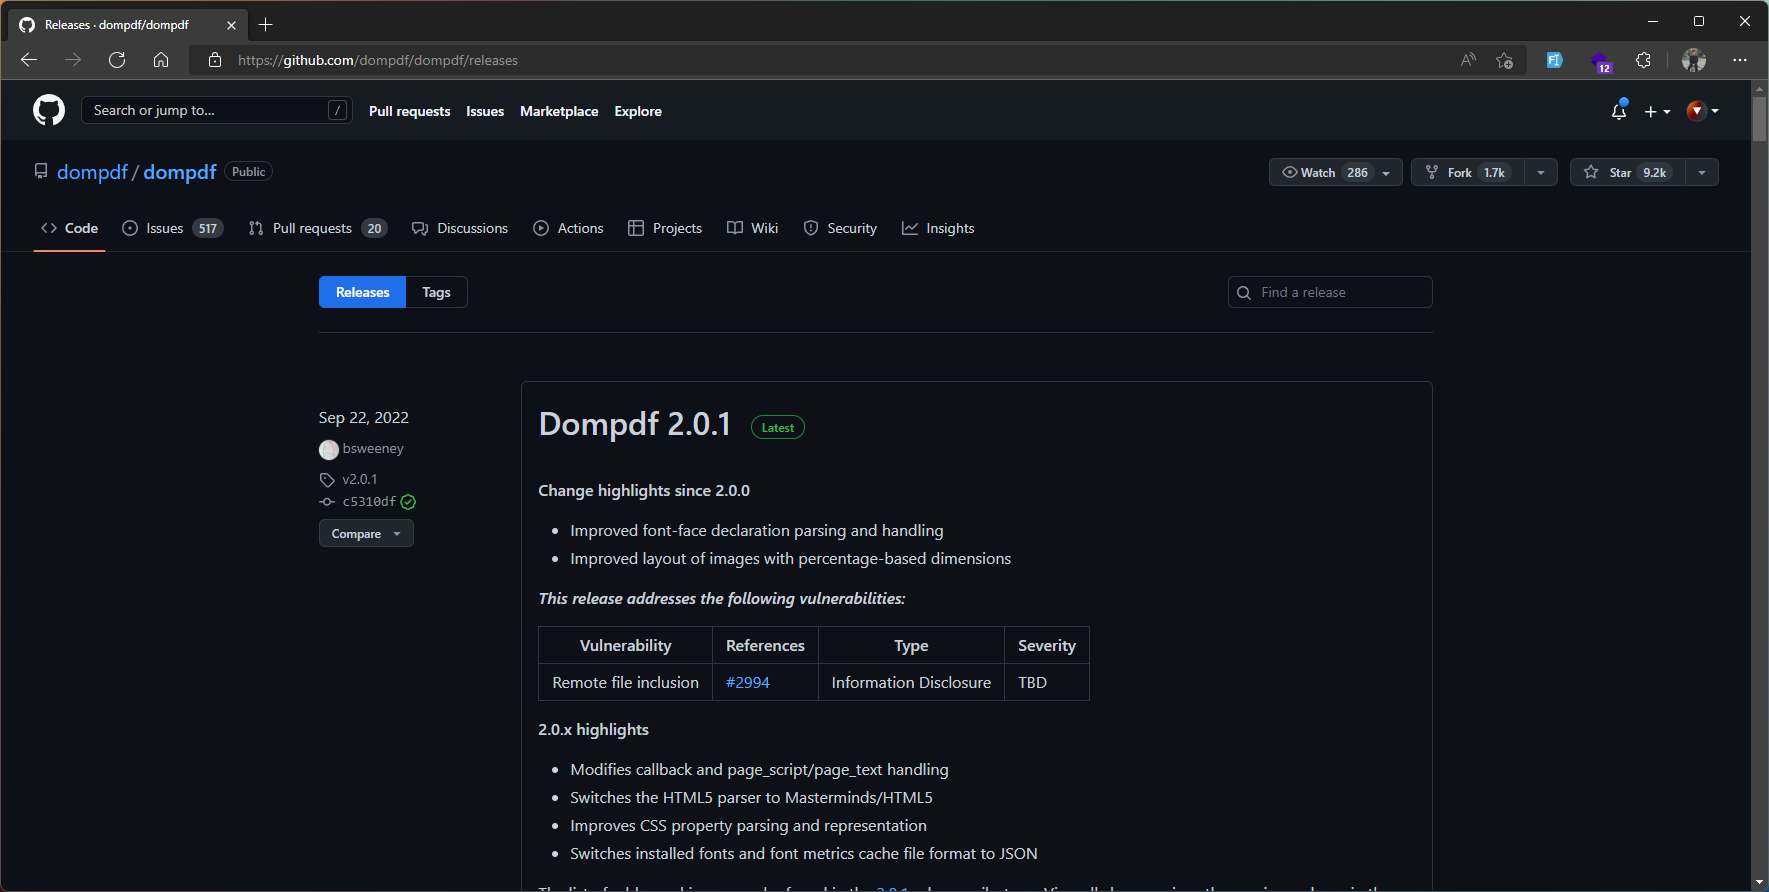 Releases · dompdf/dompdf
https://github.com/dompdf/dompdf/releases
12
Search or jump to... /
Pull requests Issues Marketplace Explore
dompdf / dompdf Public
Watch 286 Fork 1.7k Star 9.2k
Code Issues 517 Pull requests 20 Discussions Actions Projects Wiki Security Insights
Releases Tags Find a release
Sep 22, 2022
bsweeney
v2.0.1
c5310df
Compare
Dompdf 2.0.1 Latest
Change highlights since 2.0.0
• Improved font-face declaration parsing and handling
• Improved layout of images with percentage-based dimensions
This release addresses the following vulnerabilities:
Vulnerability References Type Severity
Remote file inclusion #2994 Information Disclosure TBD
2.0.x highlights
• Modifies callback and page_script/page_text handling
• Switches the HTML5 parser to Masterminds/HTML5
• Improves CSS property parsing and representation
• Switches installed fonts and font metrics cache file format to JSON